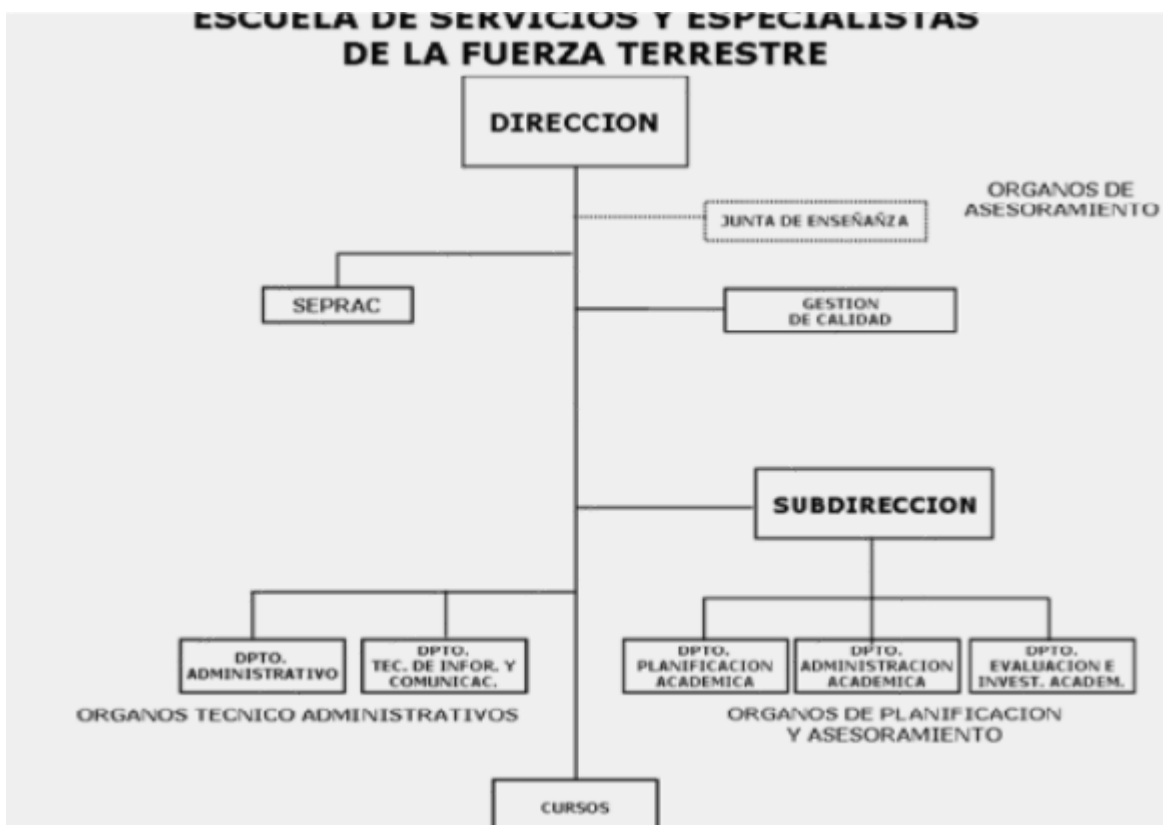 ESCUELA DE SERVICIOS Y ESPECIALISTAS
DE LA FUERZA TERRESTRE
DIRECCION
ORGANOS DE
ASESORAMIENTO
JUNTA DE ENSEÑAÑZA
SEPRAC
GESTION
DE CALIDAD
SUBDIRECCION
DPTO.
ADMINISTRATIVO
DPTO.
TEC. DE INFOR. Y
COMUNICAC.
DPTO.
PLANIFICACION
ACADEMICA
DPTO.
ADMINISTRACION
ACADEMICA
DPTO.
EVALUACION E
INVEST. ACADEM.
ORGANOS TECNICO ADMINISTRATIVOS
ORGANOS DE PLANIFICACION
Y ASESORAMIENTO
CURSOS